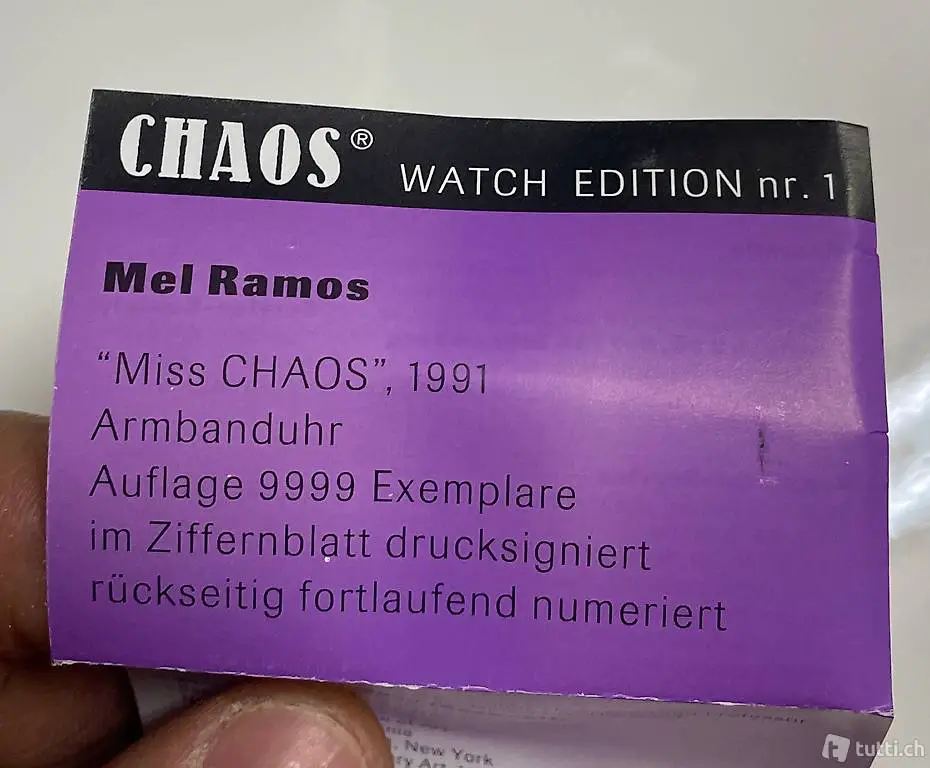 CHAOS® WATCH EDITION nr. 1
Mel Ramos
“Miss CHAOS”, 1991
Armbanduhr
Auflage 9999 Exemplare
im Ziffernblatt drucksigniert
rückseitig fortlaufend numeriert
New York
tutti.ch